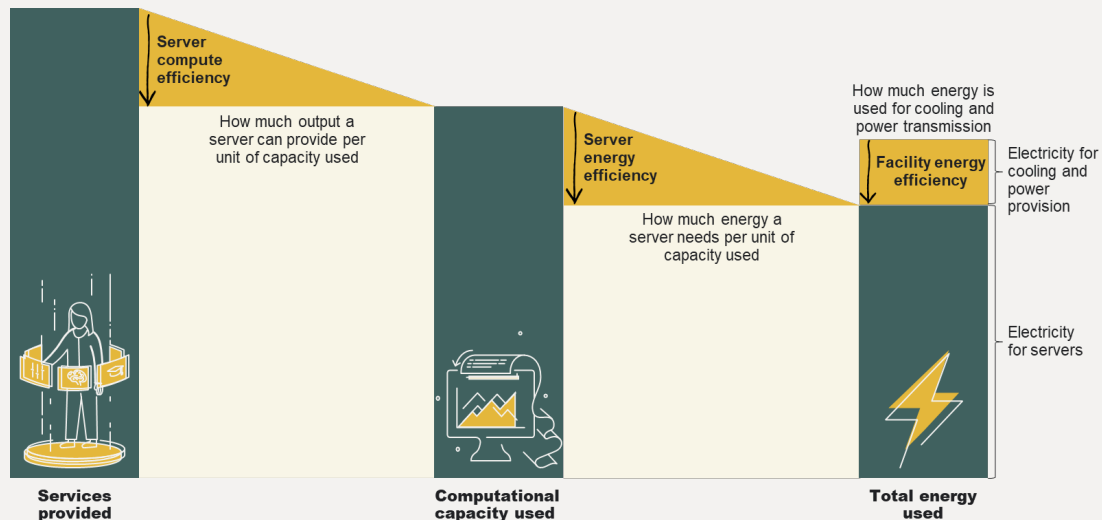 Server
compute
efficiency
How much output a
server can provide per
unit of capacity used
Server
energy
efficiency
How much energy a
server needs per unit of
capacity used
How much energy is
used for cooling and
power transmission
Facility energy
efficiency
Electricity for
cooling and
power
provision
Electricity
for servers
Services
provided
Computational
capacity used
Total energy
used